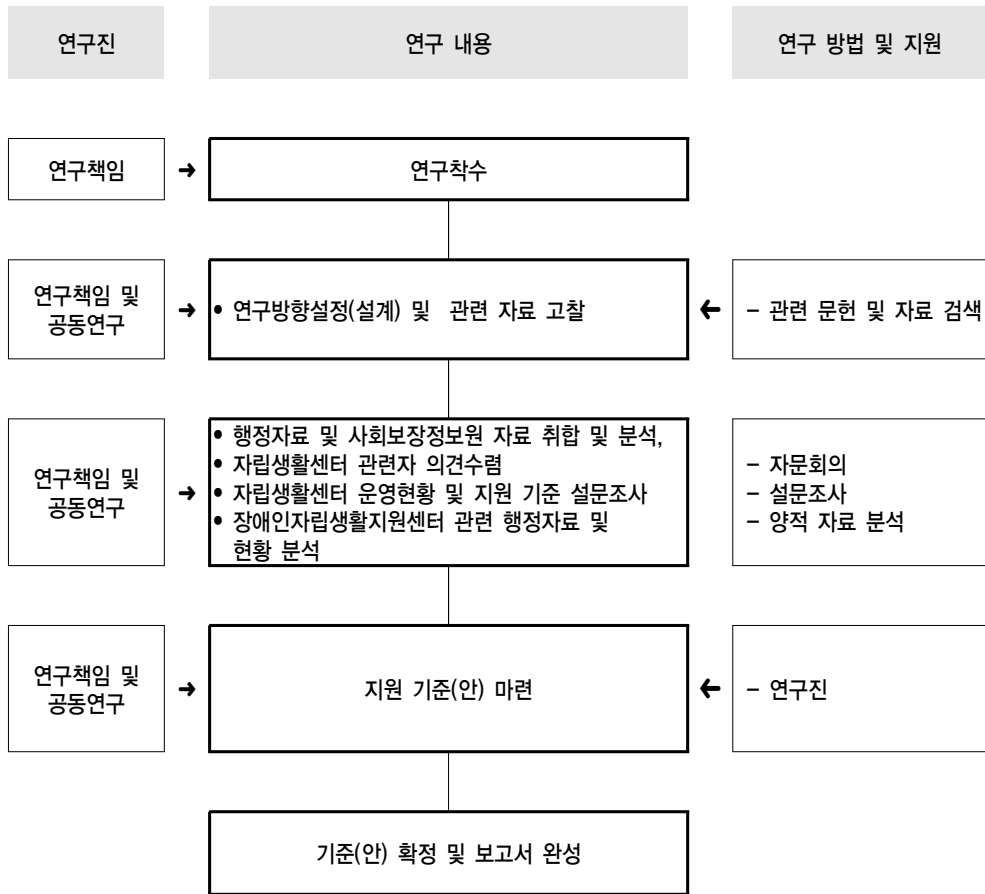 연구진
연구 내용
연구 방법 및 지원
연구책임
➜
연구착수
연구책임 및
공동연구
➜
• 연구방향설정(설계) 및 관련 자료 고찰
←
– 관련 문헌 및 자료 검색
연구책임 및
공동연구
➜
• 행정자료 및 사회보장정보원 자료 취합 및 분석,
• 자립생활센터 관련자 의견수렴
• 자립생활센터 운영현황 및 지원 기준 설문조사
• 장애인자립생활지원센터 관련 행정자료 및
현황 분석
– 자문회의
– 설문조사
– 양적 자료 분석
연구책임 및
공동연구
➜
지원 기준(안) 마련
←
– 연구진
기준(안) 확정 및 보고서 완성